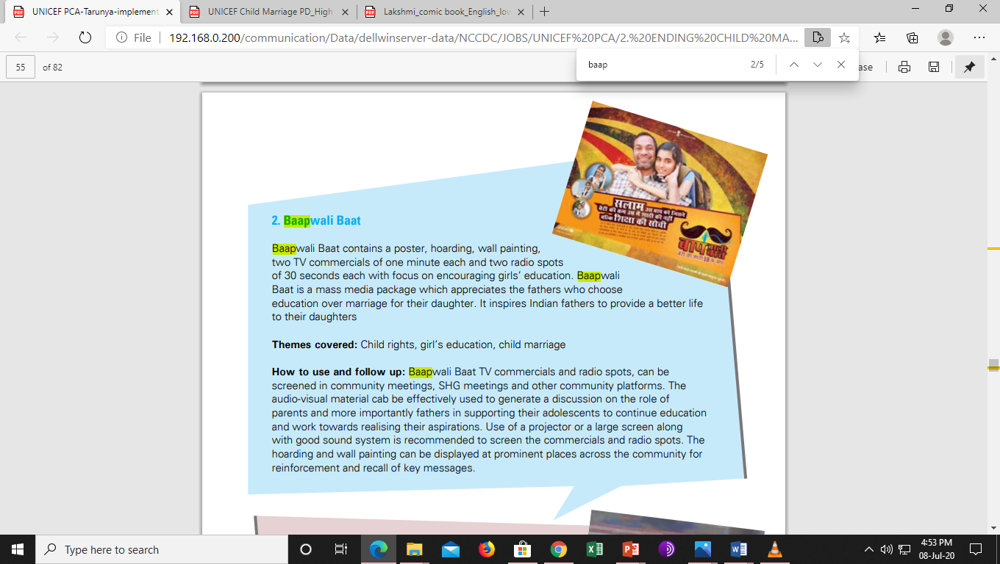 UNICEF PCA-Tarunya-implement
UNICEF Child Marriage PD_High
Lakshmi_comic book_English_lov
File
192.168.0.200/communication/Data/dellwinserver-data/NCCDC/JOBS/UNICEF%20PCA/2.%20ENDING%20CHILD%20MA...
55 of 82
baap 2/5
ase
सलाम उस बाप को जिसने
बेटी की कम उम्र में शादी की नहीं
बल्कि शिक्षा की सोची
बाप वाली बात
बेटी की शादी 18 के बाद
2. Baapwali Baat
Baapwali Baat contains a poster, hoarding, wall painting,
two TV commercials of one minute each and two radio spots
of 30 seconds each with focus on encouraging girls' education. Baapwali
Baat is a mass media package which appreciates the fathers who choose
education over marriage for their daughter. It inspires Indian fathers to provide a better life
to their daughters
Themes covered: Child rights, girl's education, child marriage
How to use and follow up: Baapwali Baat TV commercials and radio spots, can be
screened in community meetings, SHG meetings and other community platforms. The
audio-visual material cab be effectively used to generate a discussion on the role of
parents and more importantly fathers in supporting their adolescents to continue education
and work towards realising their aspirations. Use of a projector or a large screen along
with good sound system is recommended to screen the commercials and radio spots. The
hoarding and wall painting can be displayed at prominent places across the community for
reinforcement and recall of key messages.
Type here to search
4:53 PM
08-Jul-20